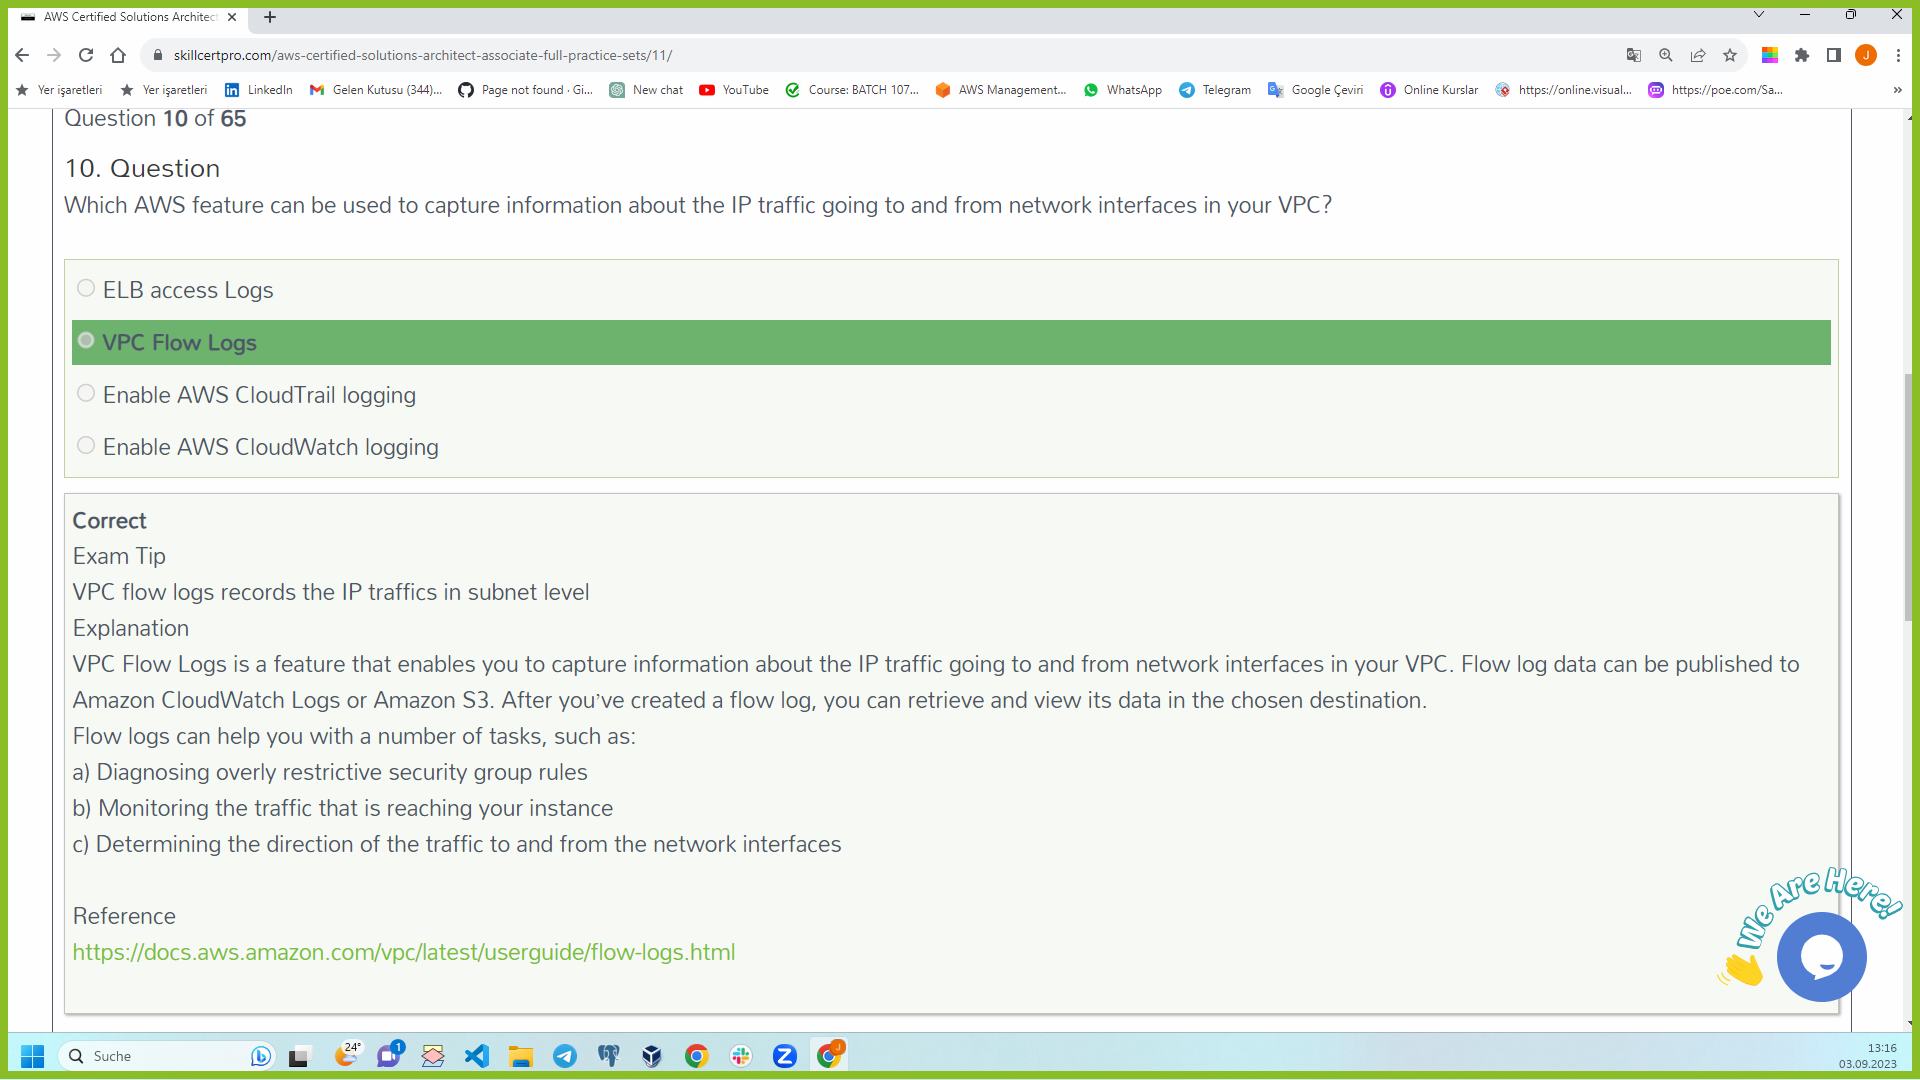 AWS Certified Solutions Architect
skillcertpro.com/aws-certified-solutions-architect-associate-full-practice-sets/11/
J
Yer işaretleri
Yer işaretleri
LinkedIn
Gelen Kutusu (344)...
Page not found · Gi...
New chat
YouTube
Course: BATCH 107...
AWS Management...
WhatsApp
Telegram
Google Çeviri
Online Kurslar
https://online.visual...
https://poe.com/Sa...
»
Question 10 of 65
10. Question
Which AWS feature can be used to capture information about the IP traffic going to and from network interfaces in your VPC?
ELB access Logs
VPC Flow Logs
Enable AWS CloudTrail logging
Enable AWS CloudWatch logging
Correct
Exam Tip
VPC flow logs records the IP traffics in subnet level
Explanation
VPC Flow Logs is a feature that enables you to capture information about the IP traffic going to and from network interfaces in your VPC. Flow log data can be published to
Amazon CloudWatch Logs or Amazon S3. After you’ve created a flow log, you can retrieve and view its data in the chosen destination.
Flow logs can help you with a number of tasks, such as:
a) Diagnosing overly restrictive security group rules
b) Monitoring the traffic that is reaching your instance
c) Determining the direction of the traffic to and from the network interfaces
Reference
https://docs.aws.amazon.com/vpc/latest/userguide/flow-logs.html
We Are Here!
Suche
24°
1
J
13:16
03.09.2023